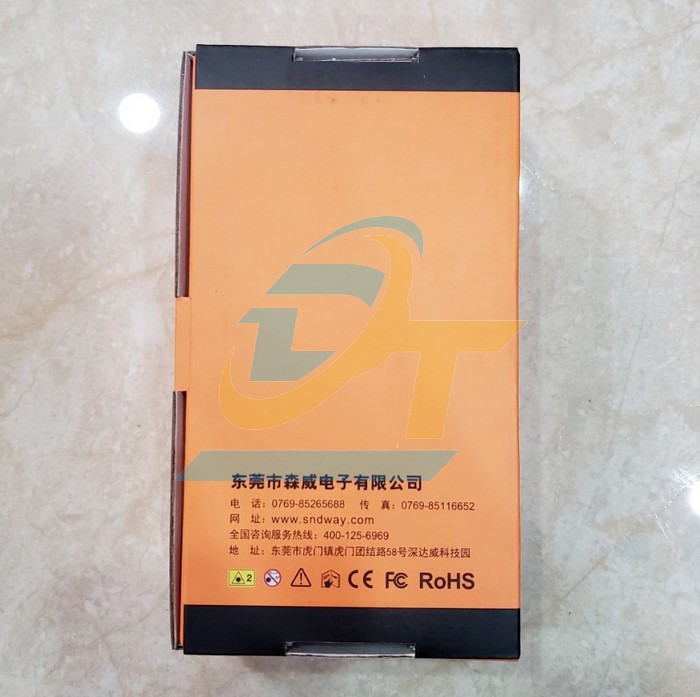 DT
东莞市森威电子有限公司
电 话：0769-85265688 传 真：0769-85116652
网 址：www.sndway.com
全国咨询服务热线：400-125-6969
地 址：东莞市虎门镇虎门团结路58号深达威科技园
2 CE FC RoHS